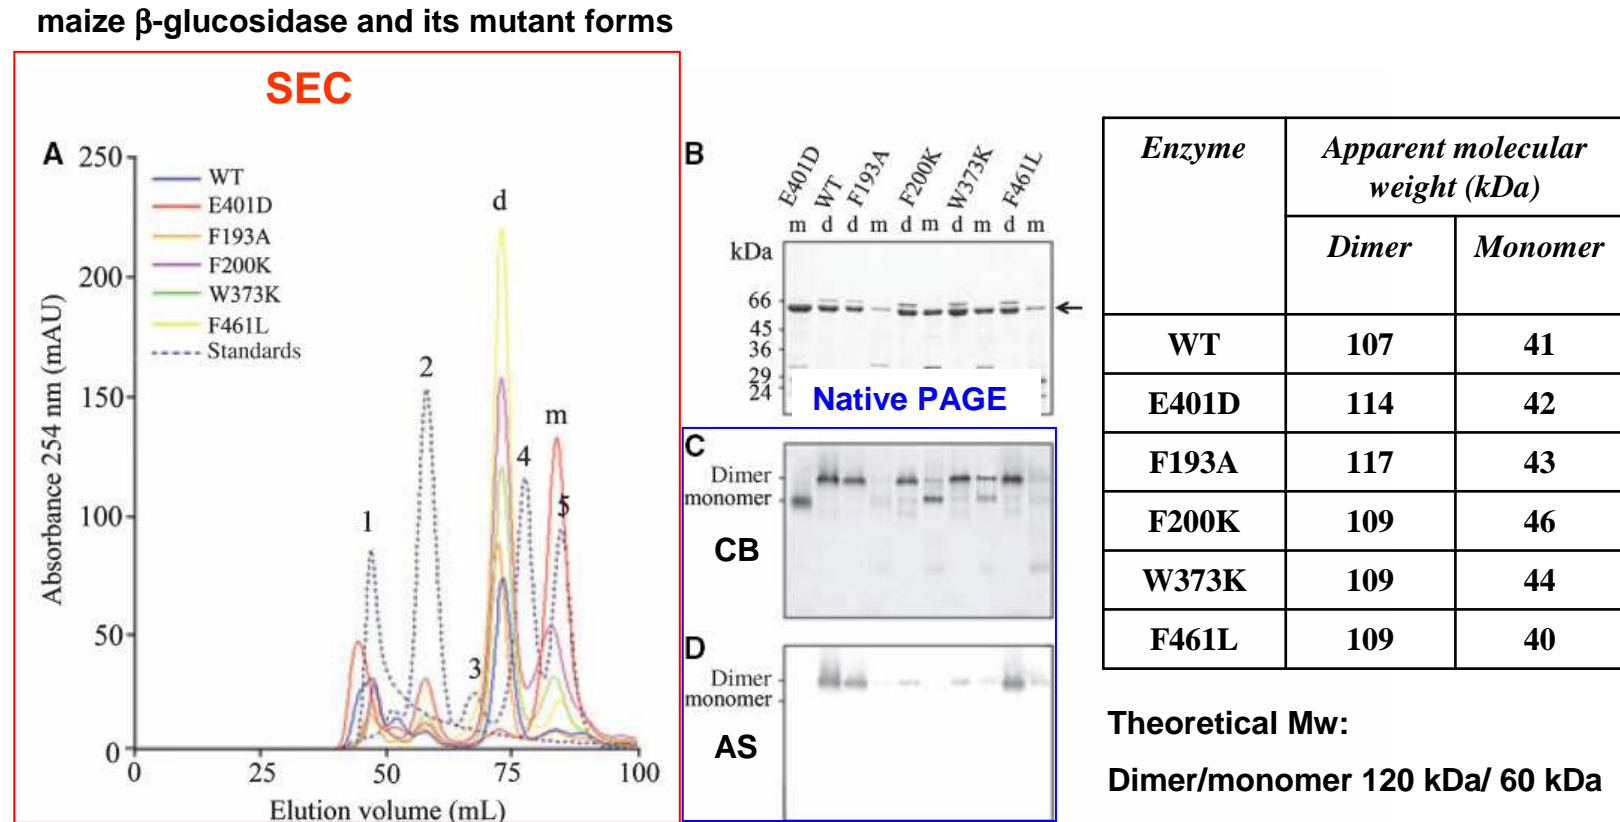 maize β-glucosidase and its mutant forms
SEC
A
250
200
150
100
50
0
0 25 50 75 100
Absorbance 254 nm (mAU)
Elution volume (mL)
WT
E401D
F193A
F200K
W373K
F461L
Standards
1
2
3
d
4
m
5
B
E401D WT F193A F200K W373K F461L
m d d m d m d m d m
kDa
66
45
36
29
24
Native PAGE
C
Dimer
monomer
CB
D
Dimer
monomer
AS
Enzyme Apparent molecular
weight (kDa)
Dimer Monomer
WT 107 41
E401D 114 42
F193A 117 43
F200K 109 46
W373K 109 44
F461L 109 40
Theoretical Mw:
Dimer/monomer 120 kDa/ 60 kDa